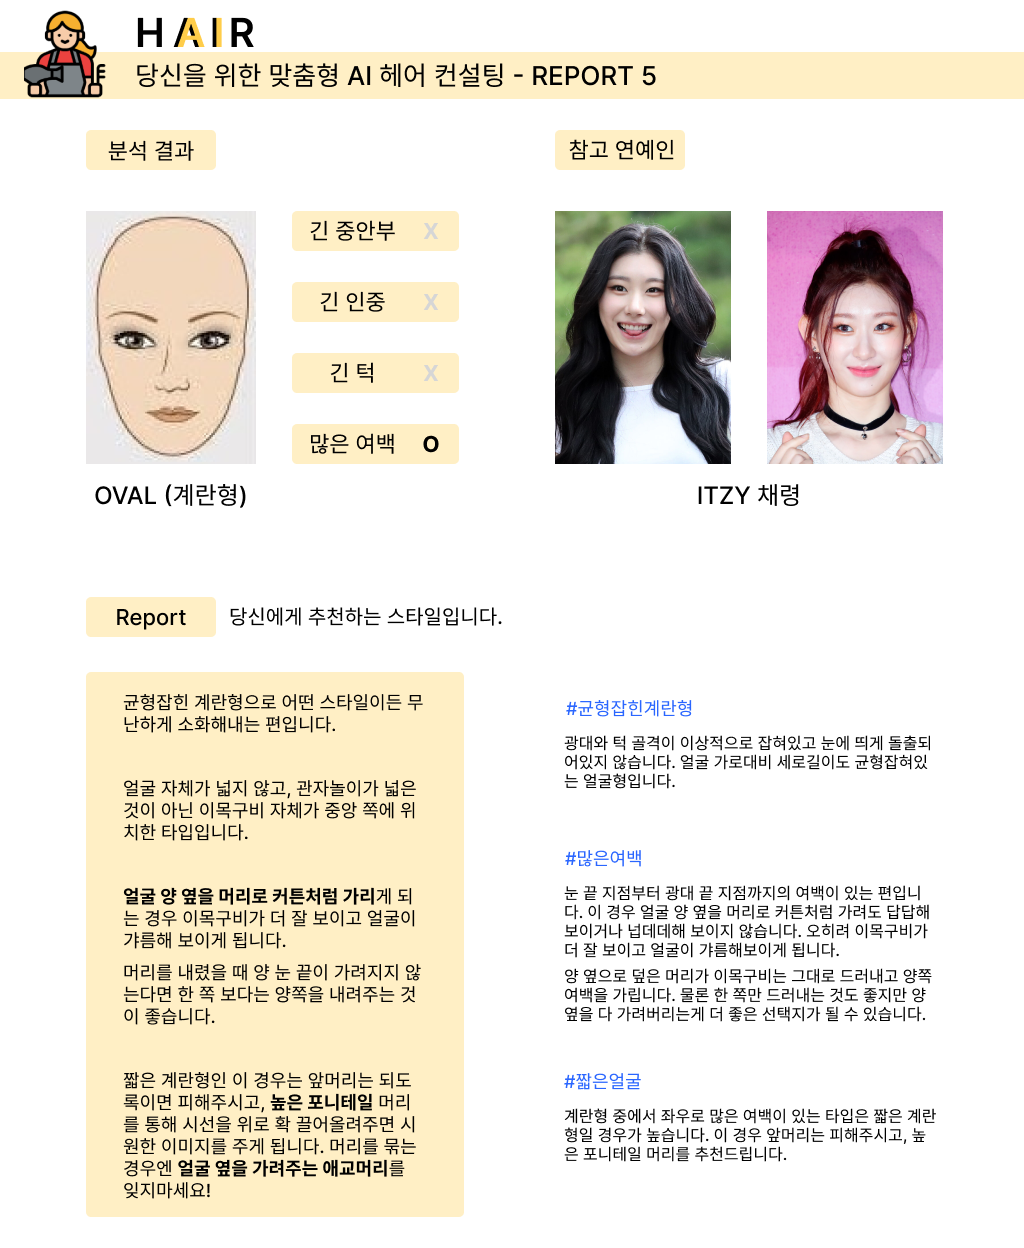 HAIR
당신을 위한 맞춤형 AI 헤어 컨설팅 - REPORT 5
분석 결과
참고 연예인
긴 중안부 X
긴 인중 X
긴 턱 X
많은 여백 O
OVAL (계란형)
ITZY 채령
Report 당신에게 추천하는 스타일입니다.
균형잡힌 계란형으로 어떤 스타일이든 무
난하게 소화해내는 편입니다.
얼굴 자체가 넓지 않고, 관자놀이가 넓은
것이 아닌 이목구비 자체가 중앙 쪽에 위
치한 타입입니다.
얼굴 양 옆을 머리로 커튼처럼 가리게 되
는 경우 이목구비가 더 잘 보이고 얼굴이
갸름해 보이게 됩니다.
머리를 내렸을 때 양 눈 끝이 가려지지 않
는다면 한 쪽 보다는 양쪽을 내려주는 것
이 좋습니다.
짧은 계란형인 이 경우는 앞머리는 되도
록이면 피해주시고, 높은 포니테일 머리
를 통해 시선을 위로 확 끌어올려주면 시
원한 이미지를 주게 됩니다. 머리를 묶는
경우엔 얼굴 옆을 가려주는 애교머리를
잊지마세요!
#균형잡힌계란형
광대와 턱 골격이 이상적으로 잡혀있고 눈에 띄게 돌출되
어있지 않습니다. 얼굴 가로대비 세로길이도 균형잡혀있
는 얼굴형입니다.
#많은여백
눈 끝 지점부터 광대 끝 지점까지의 여백이 있는 편입니
다. 이 경우 얼굴 양 옆을 머리로 커튼처럼 가려도 답답해
보이거나 넙데데해 보이지 않습니다. 오히려 이목구비가
더 잘 보이고 얼굴이 갸름해보이게 됩니다.
양 옆으로 덮은 머리가 이목구비는 그대로 드러내고 양쪽
여백을 가립니다. 물론 한 쪽만 드러내는 것도 좋지만 양
옆을 다 가려버리는게 더 좋은 선택지가 될 수 있습니다.
#짧은얼굴
계란형 중에서 좌우로 많은 여백이 있는 타입은 짧은 계란
형일 경우가 높습니다. 이 경우 앞머리는 피해주시고, 높
은 포니테일 머리를 추천드립니다.